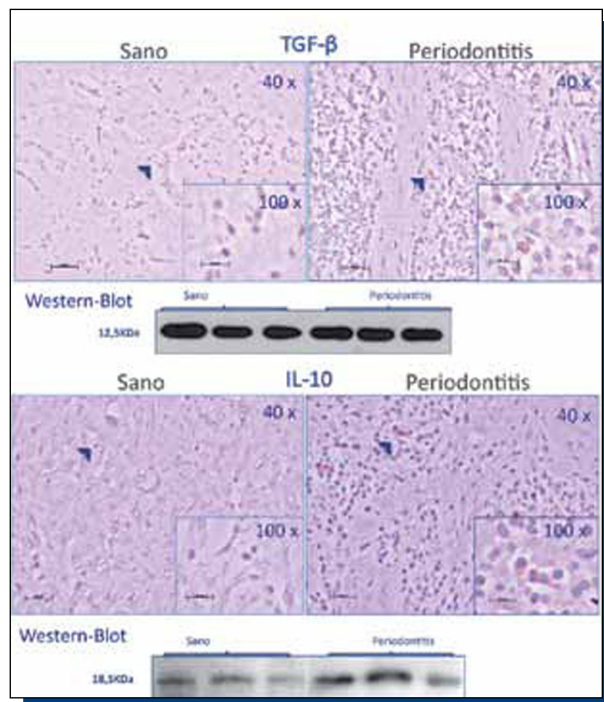 TGF-β
Sano Periodontitis
40 x 40 x
100 x 100 x
Western-Blot
Sano Periodontitis
12,5KDa
IL-10
Sano Periodontitis
40 x 40 x
100 x 100 x
Western-Blot
Sano Periodontitis
18,5KDa